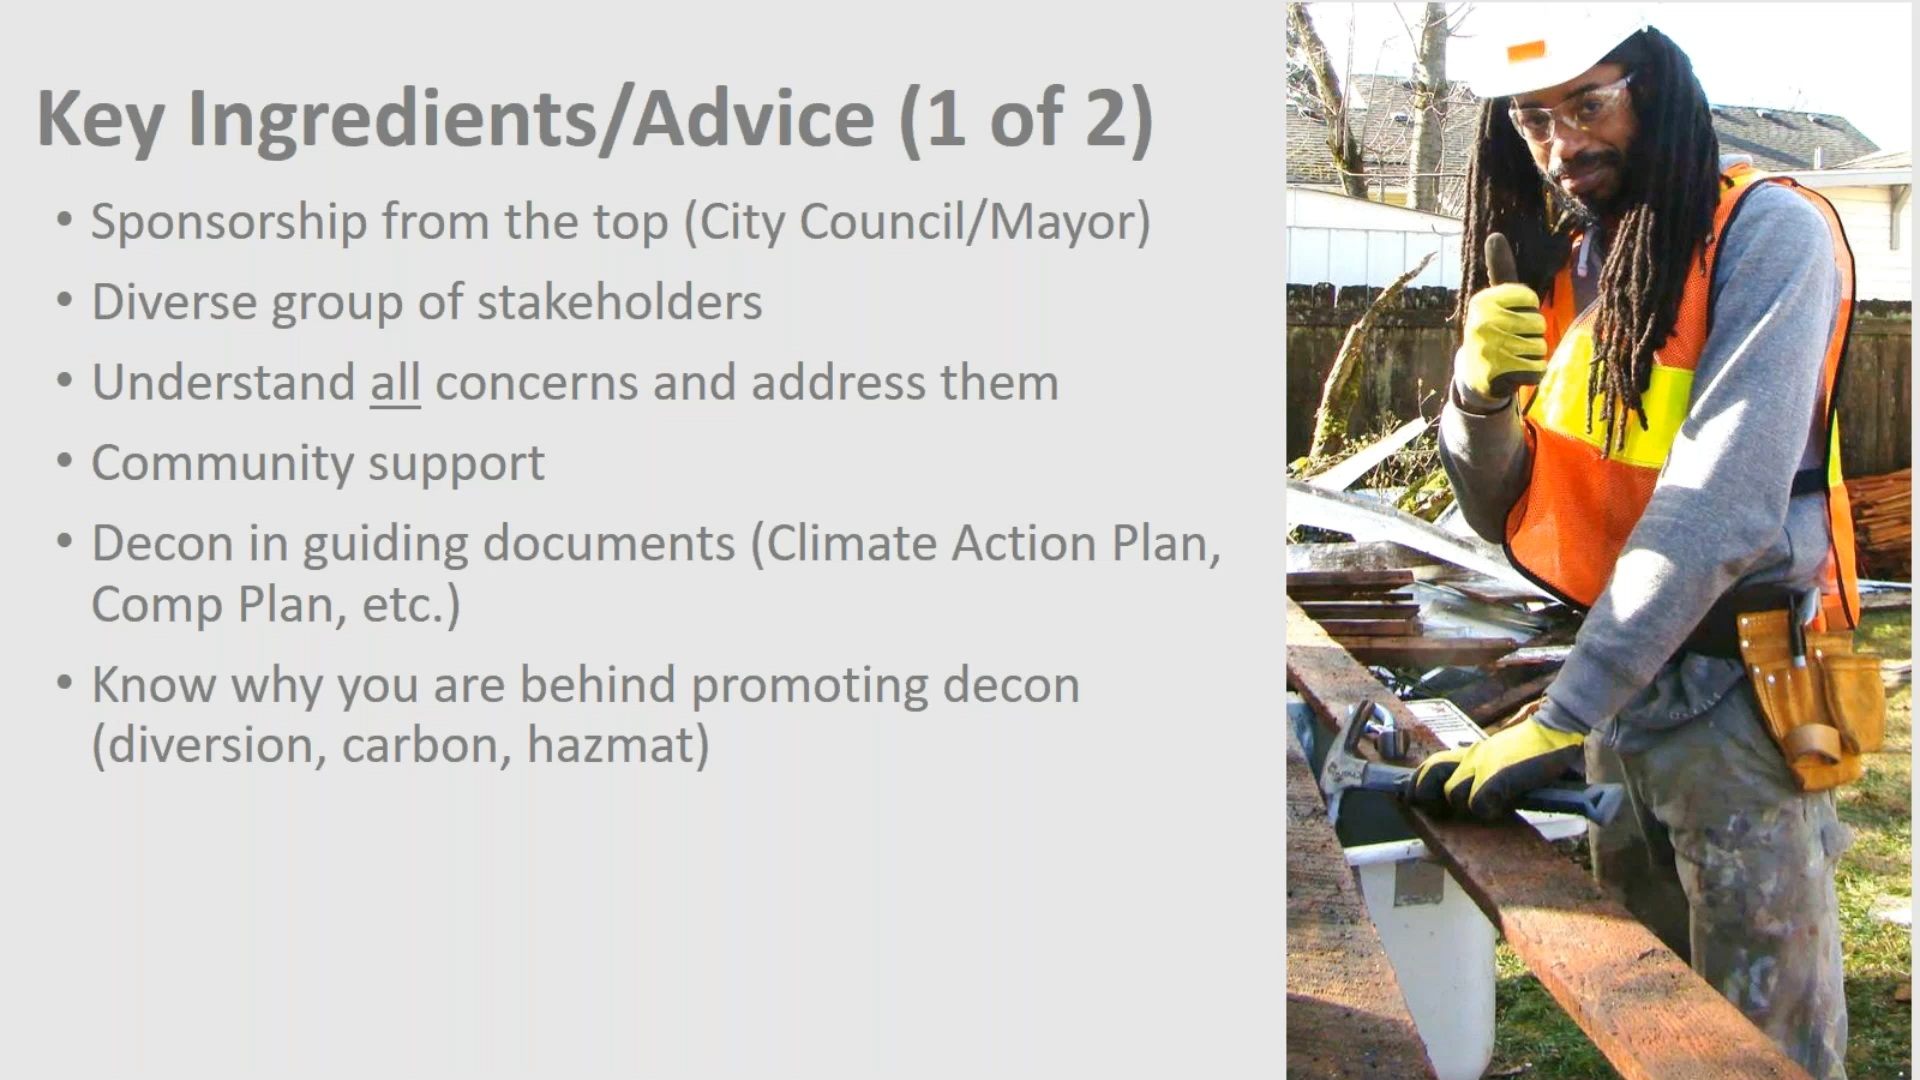 Key Ingredients/Advice (1 of 2)
• Sponsorship from the top (City Council/Mayor)
• Diverse group of stakeholders
• Understand all concerns and address them
• Community support
• Decon in guiding documents (Climate Action Plan,
Comp Plan, etc.)
• Know why you are behind promoting decon
(diversion, carbon, hazmat)